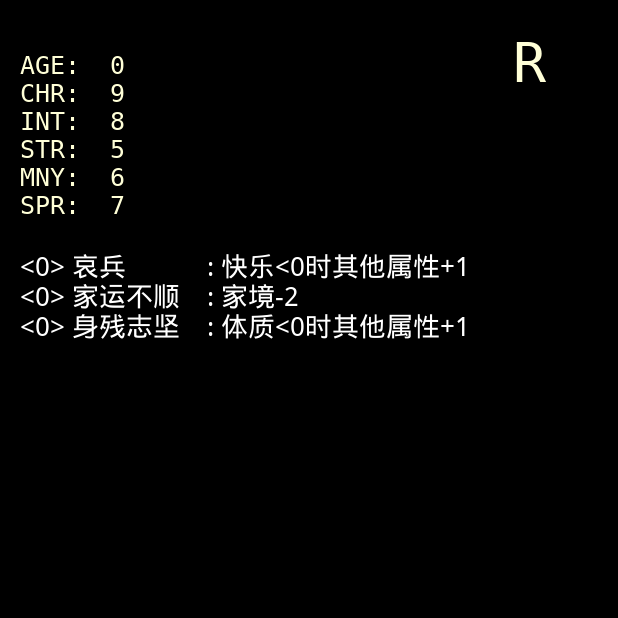 R
AGE: 0
CHR: 9
INT: 8
STR: 5
MNY: 6
SPR: 7
<0> 哀兵 : 快乐<0时其他属性+1
<0> 家运不顺 : 家境-2
<0> 身残志坚 : 体质<0时其他属性+1